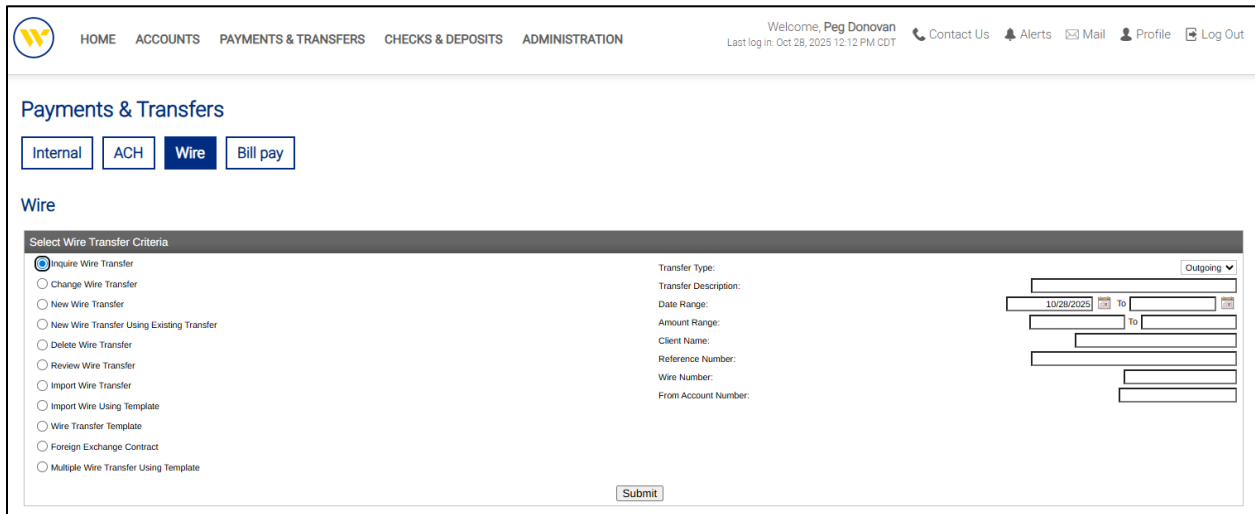 W
HOME ACCOUNTS PAYMENTS & TRANSFERS CHECKS & DEPOSITS ADMINISTRATION
Welcome, Peg Donovan
Last log in: Oct 28, 2025 12:12 PM CDT
Contact Us Alerts Mail Profile Log Out
Payments & Transfers
Internal ACH Wire Bill pay
Wire
Select Wire Transfer Criteria
Inquire Wire Transfer
Change Wire Transfer
New Wire Transfer
New Wire Transfer Using Existing Transfer
Delete Wire Transfer
Review Wire Transfer
Import Wire Transfer
Import Wire Using Template
Wire Transfer Template
Foreign Exchange Contract
Multiple Wire Transfer Using Template
Transfer Type: Outgoing
Transfer Description:
Date Range: 10/28/2025 To
Amount Range: To
Client Name:
Reference Number:
Wire Number:
From Account Number:
Submit